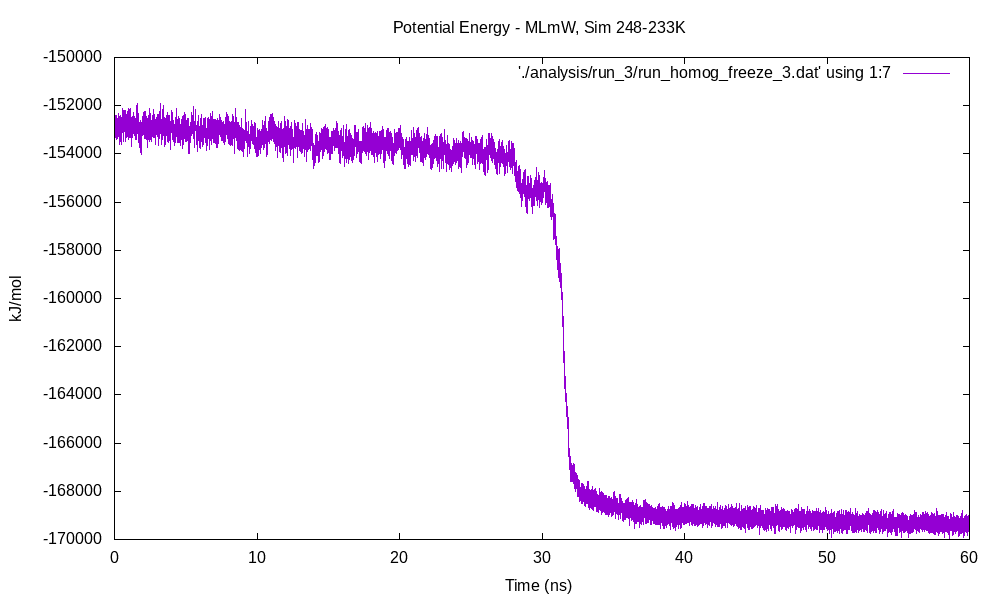 Potential Energy - MLmW, Sim 248-233K
'./analysis/run_3/run_homog_freeze_3.dat' using 1:7
-150000
-152000
-154000
-156000
-158000
-160000
-162000
-164000
-166000
-168000
-170000
kJ/mol
0 10 20 30 40 50 60
Time (ns)